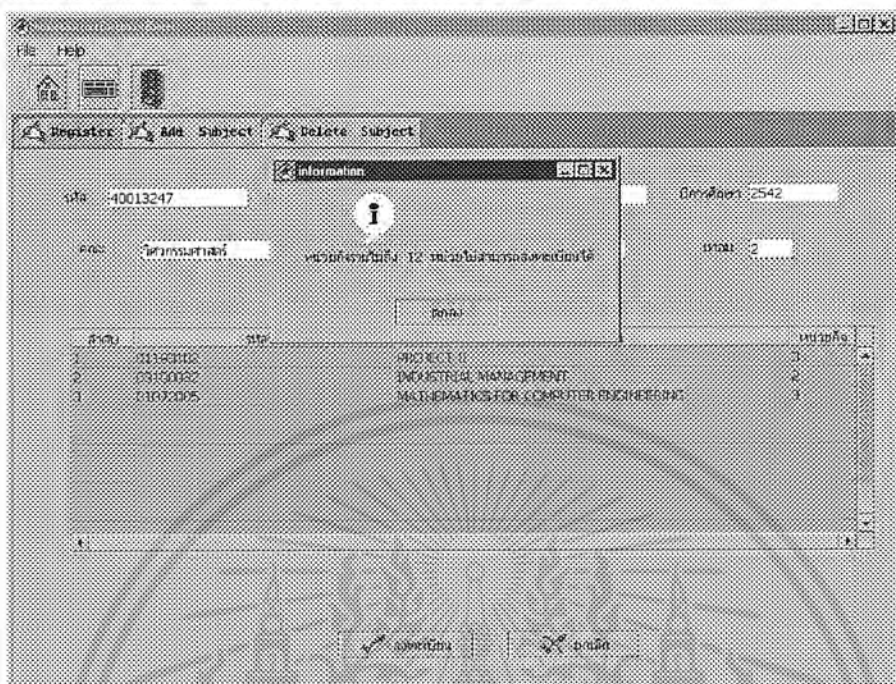 File Help
Register Add Subject Delete Subject
information
รหัส 40013247 ปีการศึกษา 2542
คณะ วิศวกรรมศาสตร์ เทอม 2
หน่วยกิตรวมไม่ถึง 12 หน่วยไม่สามารถลงทะเบียนได้
ตกลง
ลำดับ รหัส หน่วยกิต
1 PROJECT II 3
2 INDUSTRIAL MANAGEMENT 2
3 MATHEMATICS FOR COMPUTER ENGINEERING 3
ลงทะเบียน ยกเลิก